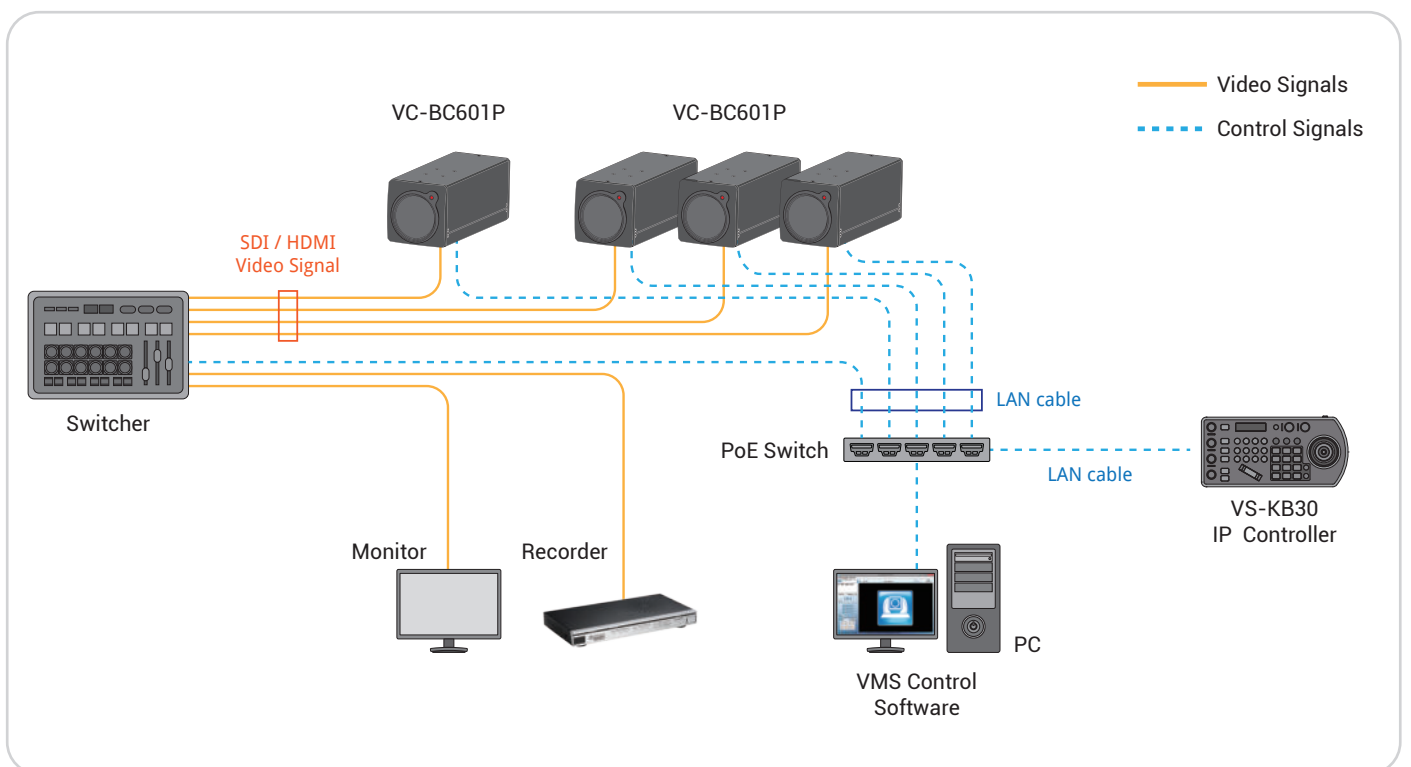 Video Signals
Control Signals
VC-BC601P
VC-BC601P
SDI / HDMI
Video Signal
Switcher
LAN cable
PoE Switch
LAN cable
VS-KB30
IP Controller
Monitor
Recorder
PC
VMS Control
Software